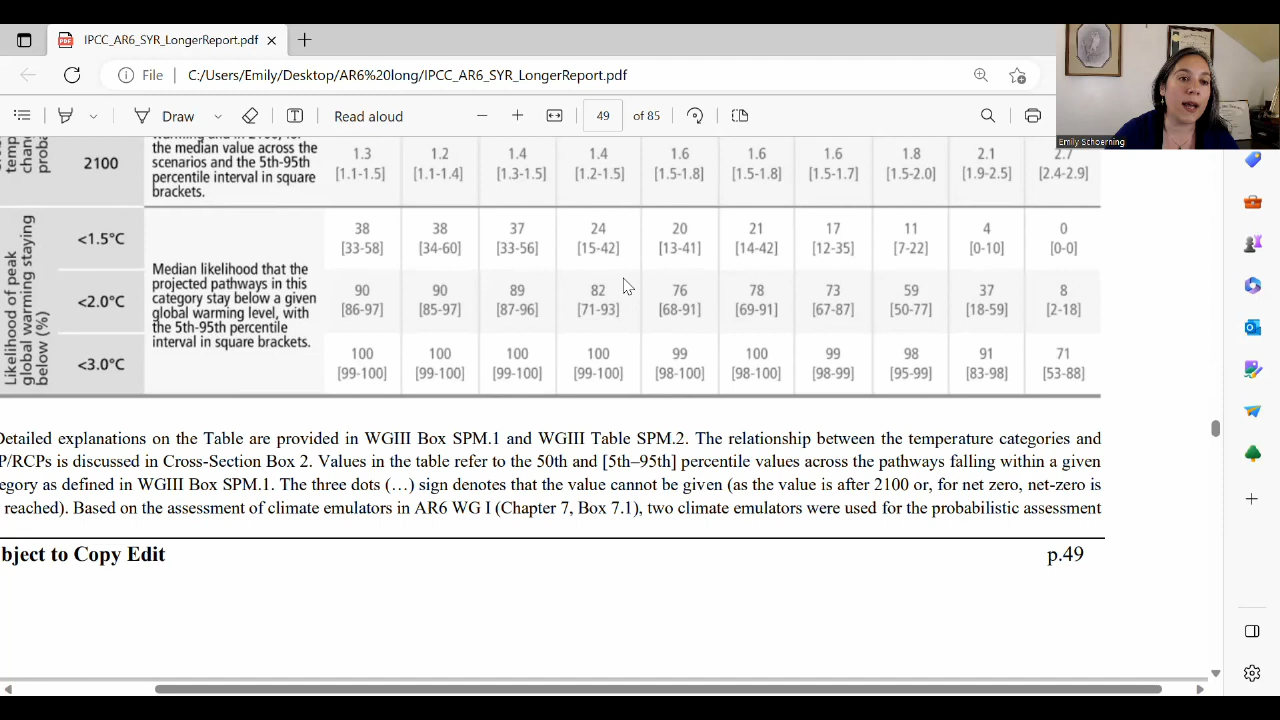 IPCC_AR6_SYR_LongerReport.pdf
File C:/Users/Emily/Desktop/AR6%20long/IPCC_AR6_SYR_LongerReport.pdf
Draw Read aloud 49 of 85
Emily Schoerning
2100
the median value across the
scenarios and the 5th-95th
percentile interval in square
brackets.
1.3 1.2 1.4 1.4 1.6 1.6 1.6 1.8 2.1 2.7
[1.1-1.5] [1.1-1.4] [1.3-1.5] [1.2-1.5] [1.5-1.8] [1.5-1.8] [1.5-1.7] [1.5-2.0] [1.9-2.5] [2.4-2.9]
Likelihood of peak
global warming staying
below (%)
Median likelihood that the
projected pathways in this
category stay below a given
global warming level, with
the 5th-95th percentile
interval in square brackets.
<1.5°C
38 38 37 24 20 21 17 11 4 0
[33-58] [34-60] [33-56] [15-42] [13-41] [14-42] [12-35] [7-22] [0-10] [0-0]
<2.0°C
90 90 89 82 76 78 73 59 37 8
[86-97] [85-97] [87-96] [71-93] [68-91] [69-91] [67-87] [50-77] [18-59] [2-18]
<3.0°C
100 100 100 100 99 100 99 98 91 71
[99-100] [99-100] [99-100] [99-100] [98-100] [98-100] [98-99] [95-99] [83-98] [53-88]
Detailed explanations on the Table are provided in WGIII Box SPM.1 and WGIII Table SPM.2. The relationship between the temperature categories and
P/RCPs is discussed in Cross-Section Box 2. Values in the table refer to the 50th and [5th–95th] percentile values across the pathways falling within a given
egory as defined in WGIII Box SPM.1. The three dots (…) sign denotes that the value cannot be given (as the value is after 2100 or, for net zero, net-zero is
reached). Based on the assessment of climate emulators in AR6 WG I (Chapter 7, Box 7.1), two climate emulators were used for the probabilistic assessment
bject to Copy Edit p.49